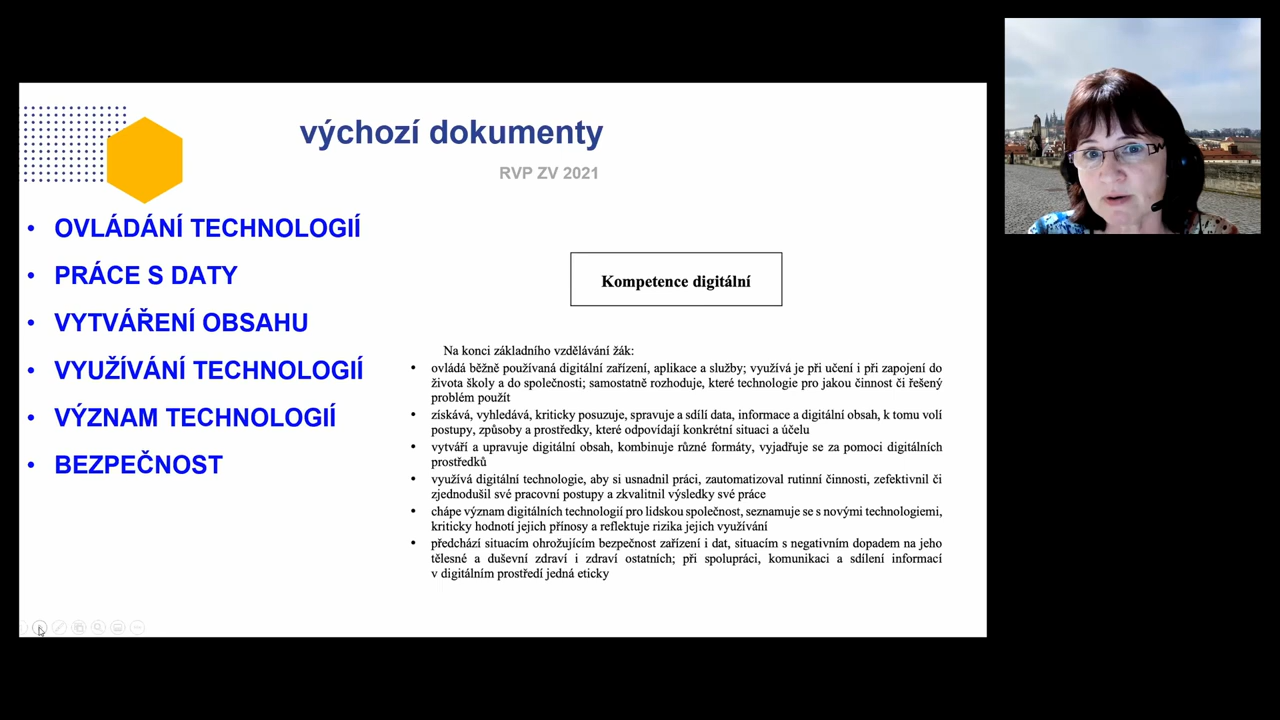 výchozí dokumenty
RVP ZV 2021
• OVLÁDÁNÍ TECHNOLOGIÍ
• PRÁCE S DATY
• VYTVÁŘENÍ OBSAHU
• VYUŽÍVÁNÍ TECHNOLOGIÍ
• VÝZNAM TECHNOLOGIÍ
• BEZPEČNOST
Kompetence digitální
Na konci základního vzdělávání žák:
• ovládá běžně používaná digitální zařízení, aplikace a služby; využívá je při učení i při zapojení do
života školy a do společnosti; samostatně rozhoduje, které technologie pro jakou činnost či řešený
problém použít
• získává, vyhledává, kriticky posuzuje, spravuje a sdílí data, informace a digitální obsah, k tomu volí
postupy, způsoby a prostředky, které odpovídají konkrétní situaci a účelu
• vytváří a upravuje digitální obsah, kombinuje různé formáty, vyjadřuje se za pomoci digitálních
prostředků
• využívá digitální technologie, aby si usnadnil práci, zautomatizoval rutinní činnosti, zefektivnil či
zjednodušil své pracovní postupy a zkvalitnil výsledky své práce
• chápe význam digitálních technologií pro lidskou společnost, seznamuje se s novými technologiemi,
kriticky hodnotí jejich přínosy a reflektuje rizika jejich využívání
• předchází situacím ohrožujícím bezpečnost zařízení i dat, situacím s negativním dopadem na jeho
tělesné a duševní zdraví i zdraví ostatních; při spolupráci, komunikaci a sdílení informací
v digitálním prostředí jedná eticky